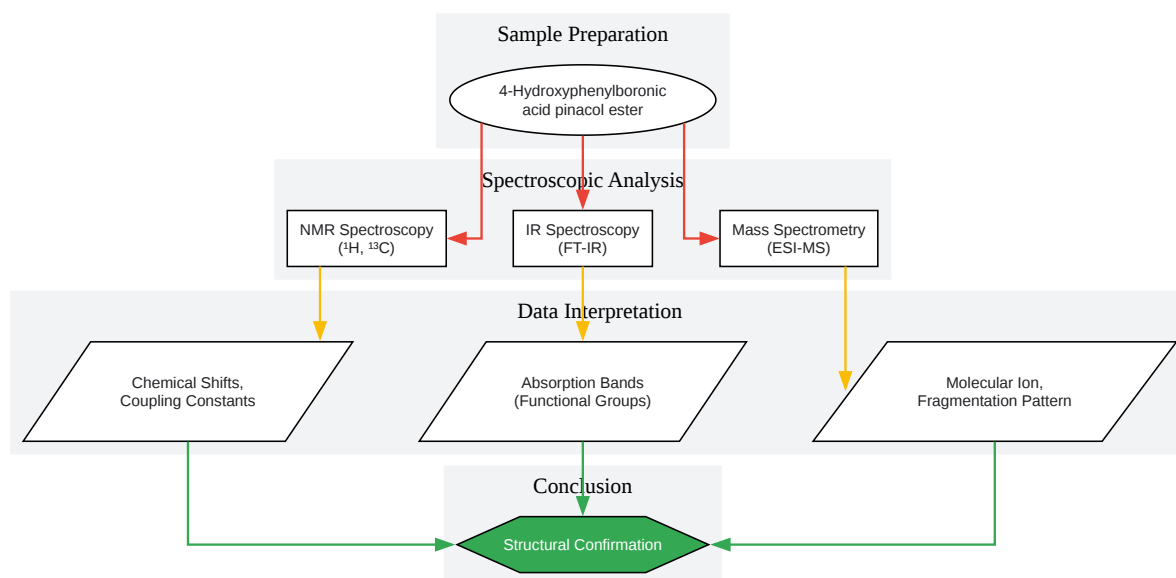 Sample Preparation
4-Hydroxyphenylboronic
acid pinacol ester
Spectroscopic Analysis
NMR Spectroscopy
(¹H, ¹³C)
IR Spectroscopy
(FT-IR)
Mass Spectrometry
(ESI-MS)
Data Interpretation
Chemical Shifts,
Coupling Constants
Absorption Bands
(Functional Groups)
Molecular Ion,
Fragmentation Pattern
Conclusion
Structural Confirmation